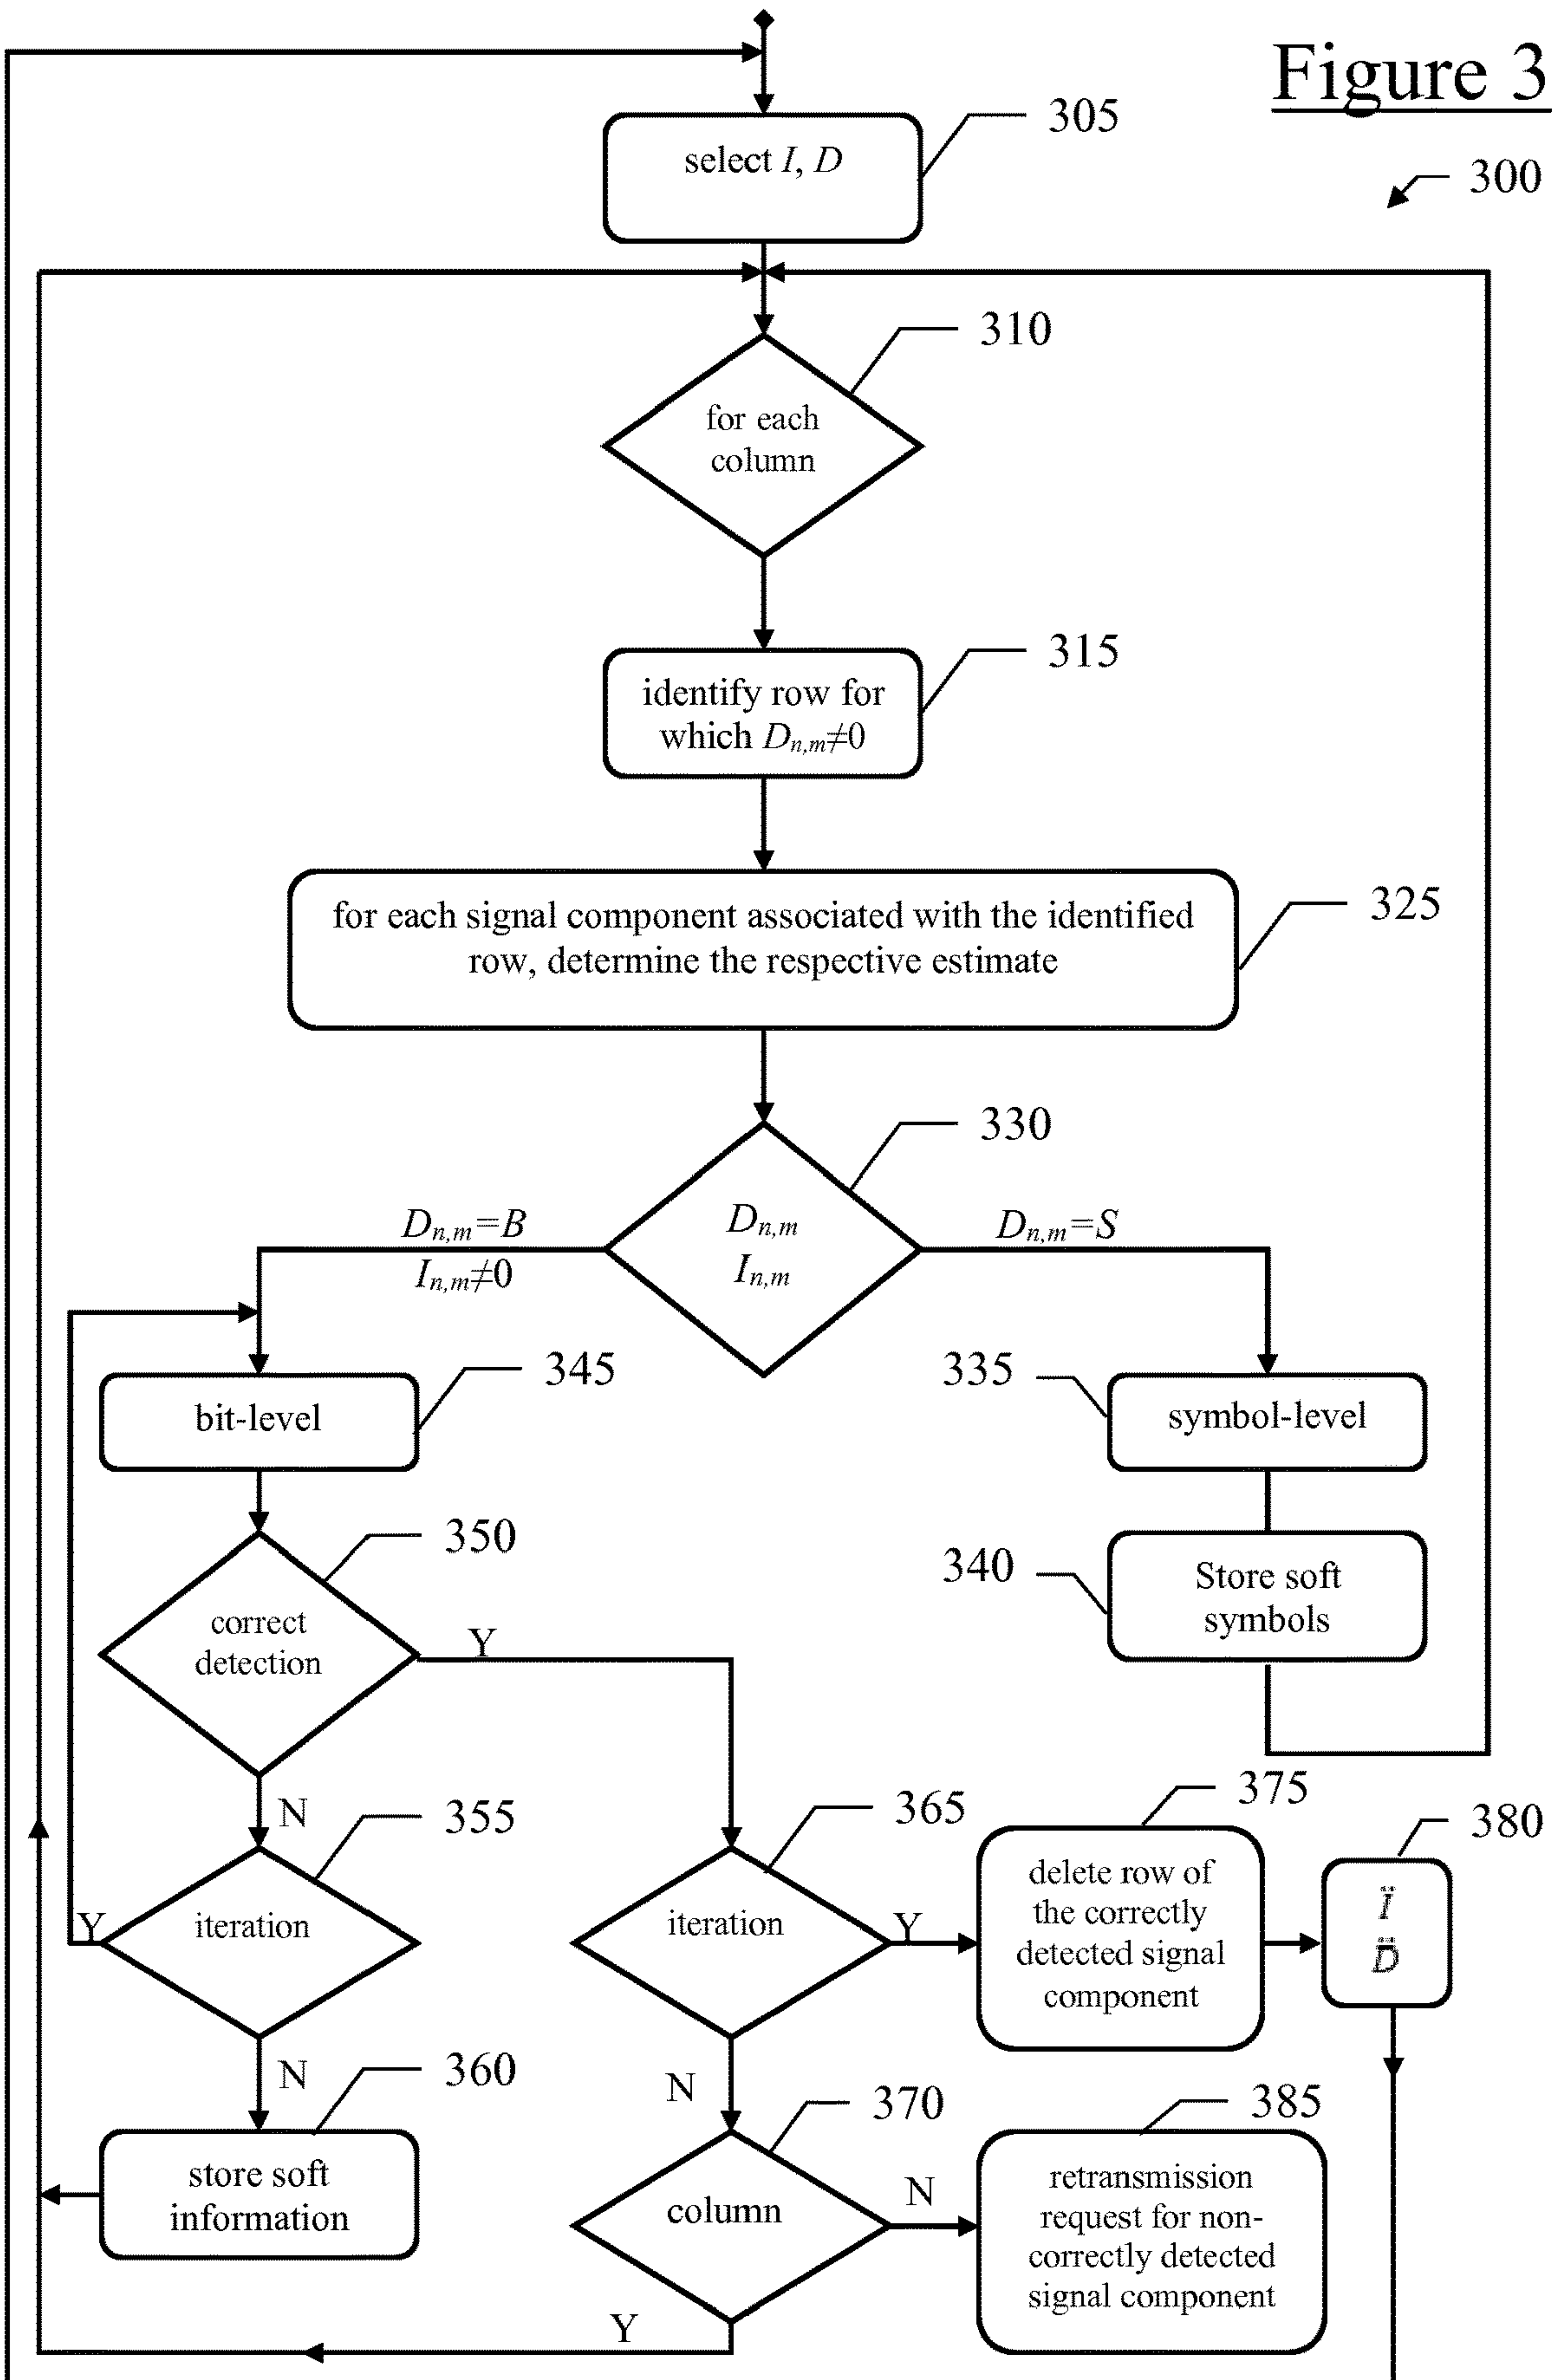 Figure 3
305
select I, D
300
310
for each
column
315
identify row for
which Dn,m≠0
325
for each signal component associated with the identified
row, determine the respective estimate
330
Dn,m=B
In,m≠0
Dn,m
In,m
Dn,m=S
345
bit-level
335
symbol-level
350
correct
detection
Y
340
Store soft
symbols
N
355
iteration
Y
N
365
iteration
Y
N
375
delete row of
the correctly
detected signal
component
380
Ï
D̈
360
store soft
information
370
column
N
Y
385
retransmission
request for non-
correctly detected
signal component